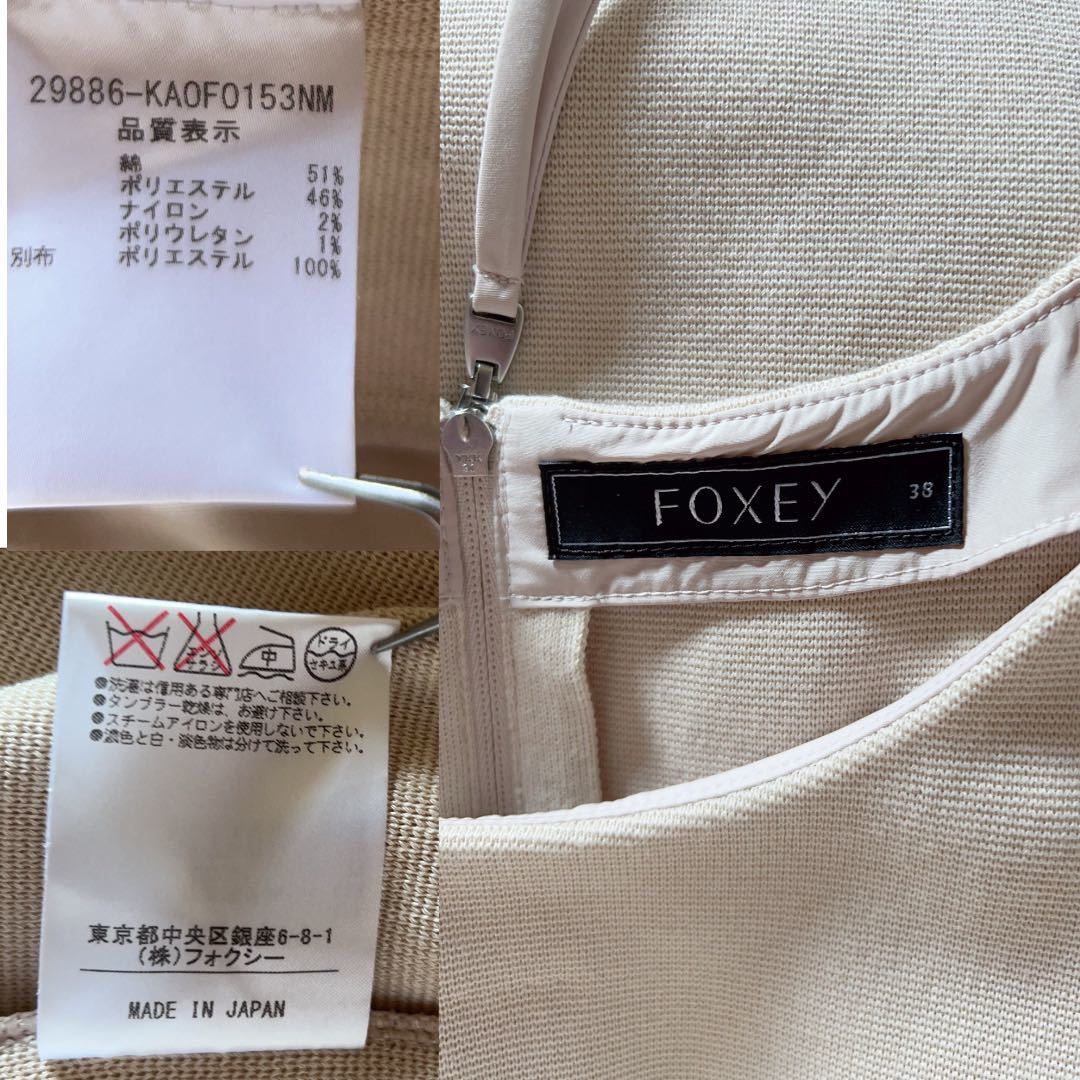 29886-KAOFO153NM
品質表示
綿 51%
ポリエステル 46%
ナイロン 2%
ポリウレタン 1%
別布 ポリエステル 100%
FOXEY
YKK
FOXEY 38
中
ドライ
セキユ系
●洗濯は信用ある専門店へご相談下さい。
●タンブラー乾燥は、お避け下さい。
●スチームアイロンを使用しないで下さい。
●濃色と白・淡色物は分けて洗って下さい。
東京都中央区銀座6-8-1
(株)フォクシー
MADE IN JAPAN